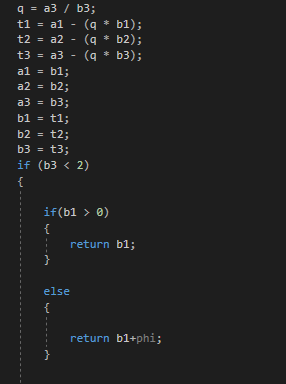 q = a3 / b3;
t1 = a1 - (q * b1);
t2 = a2 - (q * b2);
t3 = a3 - (q * b3);
a1 = b1;
a2 = b2;
a3 = b3;
b1 = t1;
b2 = t2;
b3 = t3;
if (b3 < 2)
{
if(b1 > 0)
{
return b1;
}
else
{
return b1+phi;
}